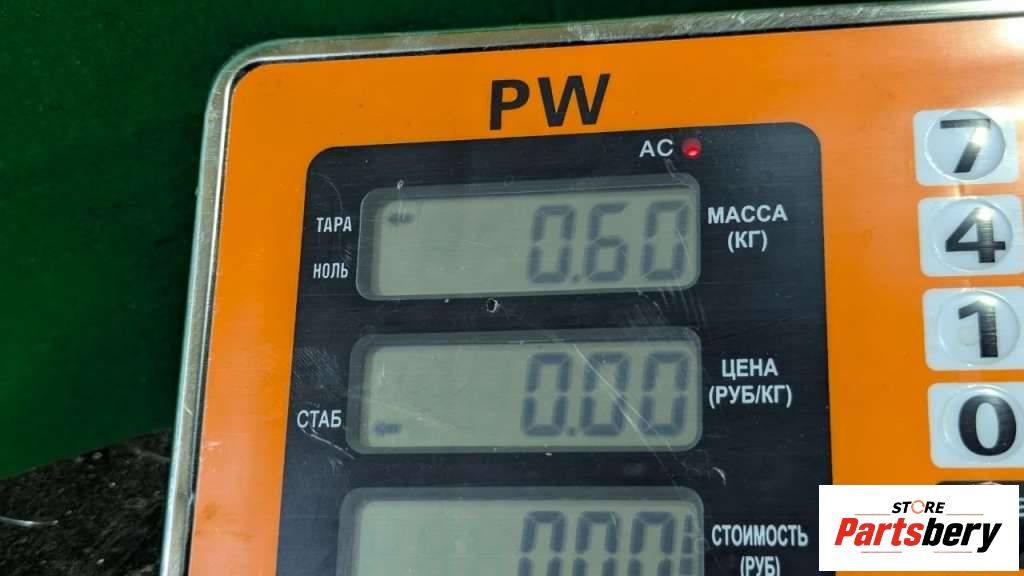 PW
AC
ТАРА
НОЛЬ
0.60
МАССА
(КГ)
СТАБ
0.00
ЦЕНА
(РУБ/КГ)
0.00
СТОИМОСТЬ
(РУБ)
7
4
1
0
STORE
Partsbery